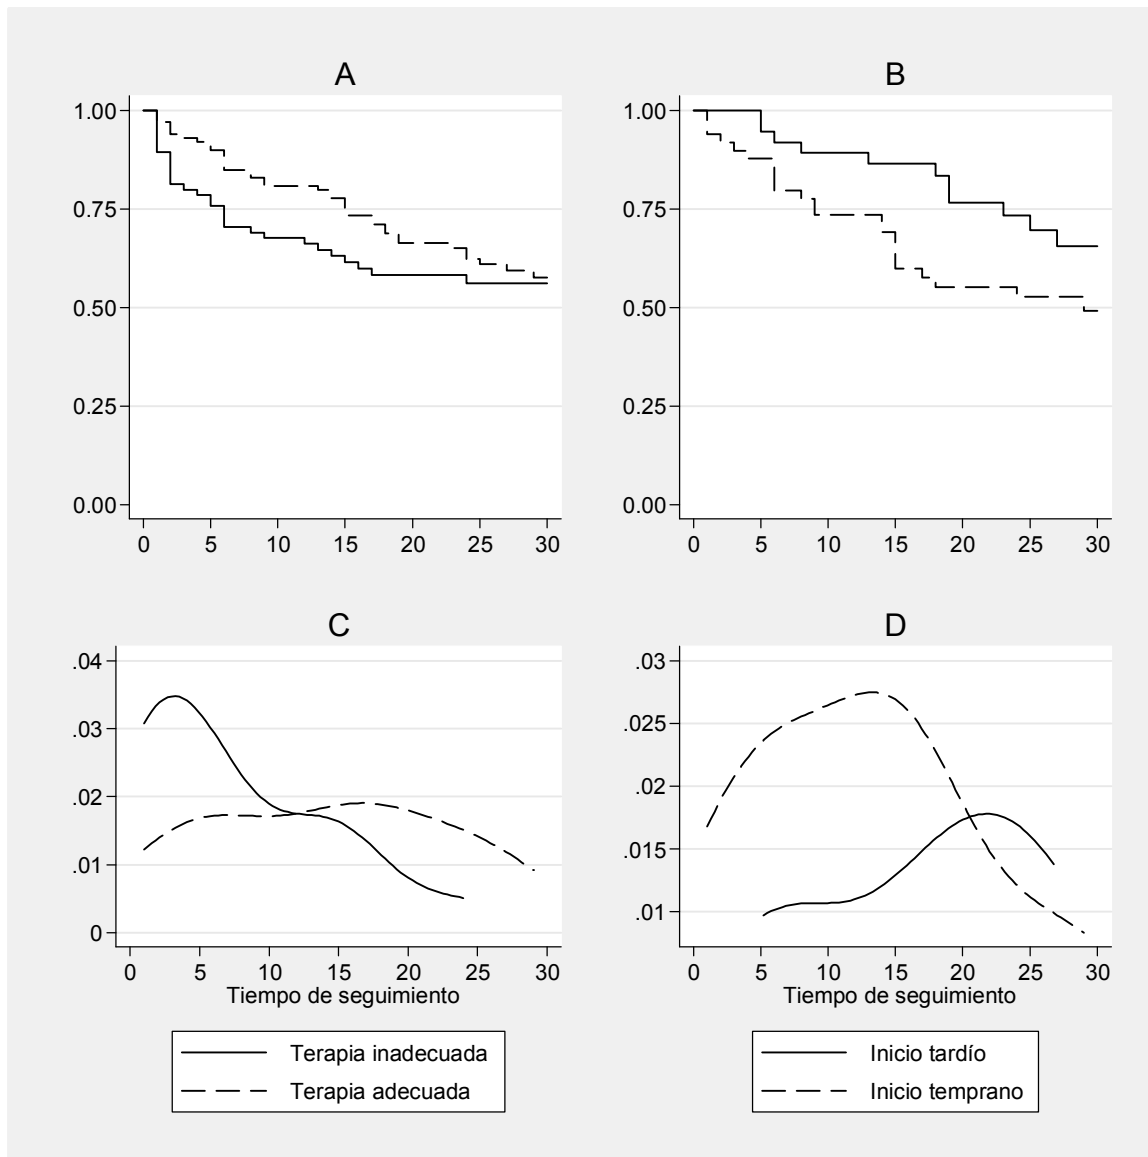 A
1.00
0.75
0.50
0.25
0.00
0 5 10 15 20 25 30
B
1.00
0.75
0.50
0.25
0.00
0 5 10 15 20 25 30
C
.04
.03
.02
.01
0
0 5 10 15 20 25 30
Tiempo de seguimiento
Terapia inadecuada
Terapia adecuada
D
.03
.025
.02
.015
.01
0 5 10 15 20 25 30
Tiempo de seguimiento
Inicio tardío
Inicio temprano